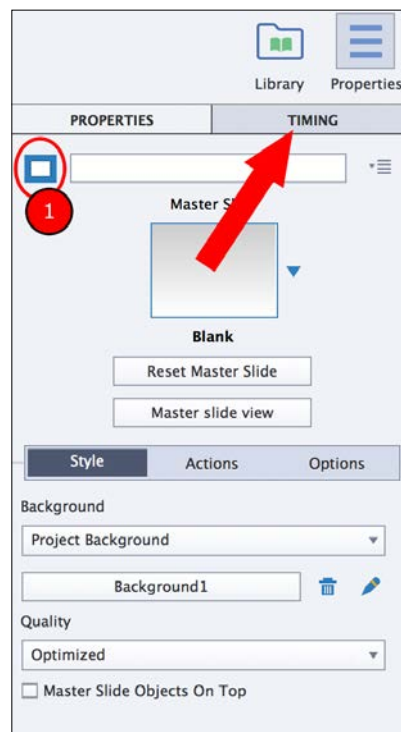 Library Properties
PROPERTIES TIMING
1
Master
Blank
Reset Master Slide
Master slide view
Style Actions Options
Background
Project Background
Background1
Quality
Optimized
Master Slide Objects On Top